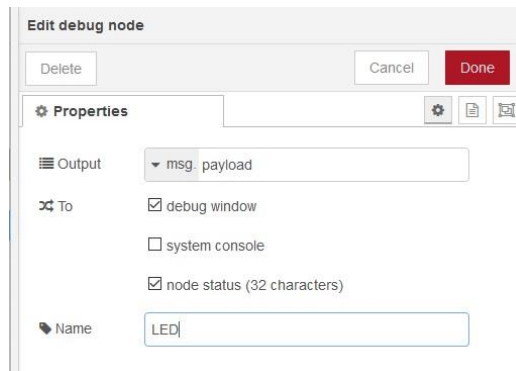 Edit debug node
Delete Cancel Done
Properties
Output msg. payload
To debug window
system console
node status (32 characters)
Name LED